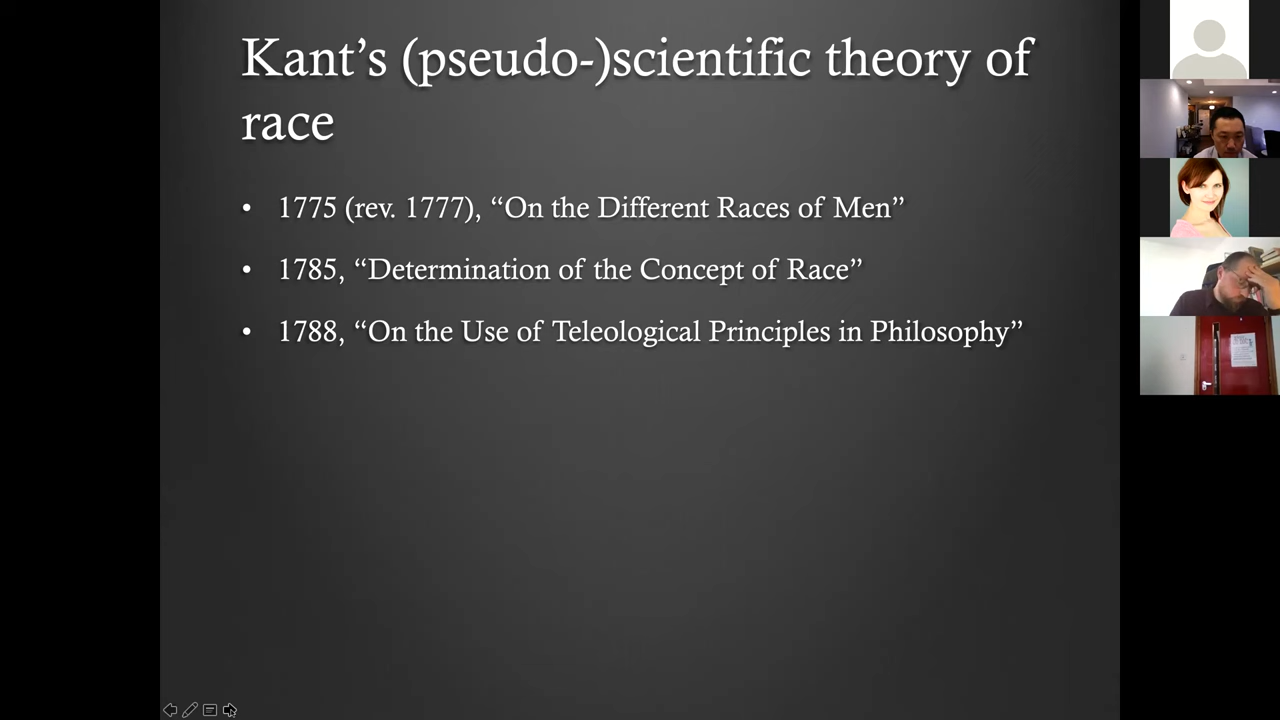 Kant’s (pseudo-)scientific theory of
race
• 1775 (rev. 1777), “On the Different Races of Men”
• 1785, “Determination of the Concept of Race”
• 1788, “On the Use of Teleological Principles in Philosophy”